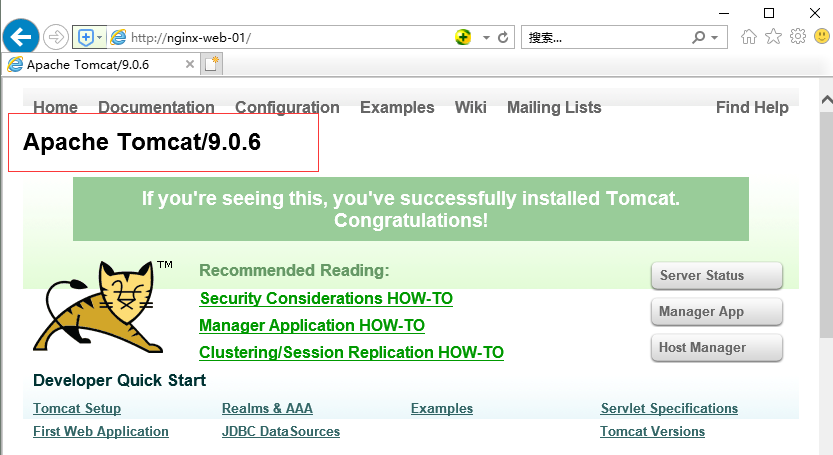 http://nginx-web-01/
搜索...
Apache Tomcat/9.0.6
Home Documentation Configuration Examples Wiki Mailing Lists Find Help
Apache Tomcat/9.0.6
If you're seeing this, you've successfully installed Tomcat.
Congratulations!
TM
Recommended Reading:
Security Considerations HOW-TO
Manager Application HOW-TO
Clustering/Session Replication HOW-TO
Server Status
Manager App
Host Manager
Developer Quick Start
Tomcat Setup Realms & AAA Examples Servlet Specifications
First Web Application JDBC DataSources Tomcat Versions